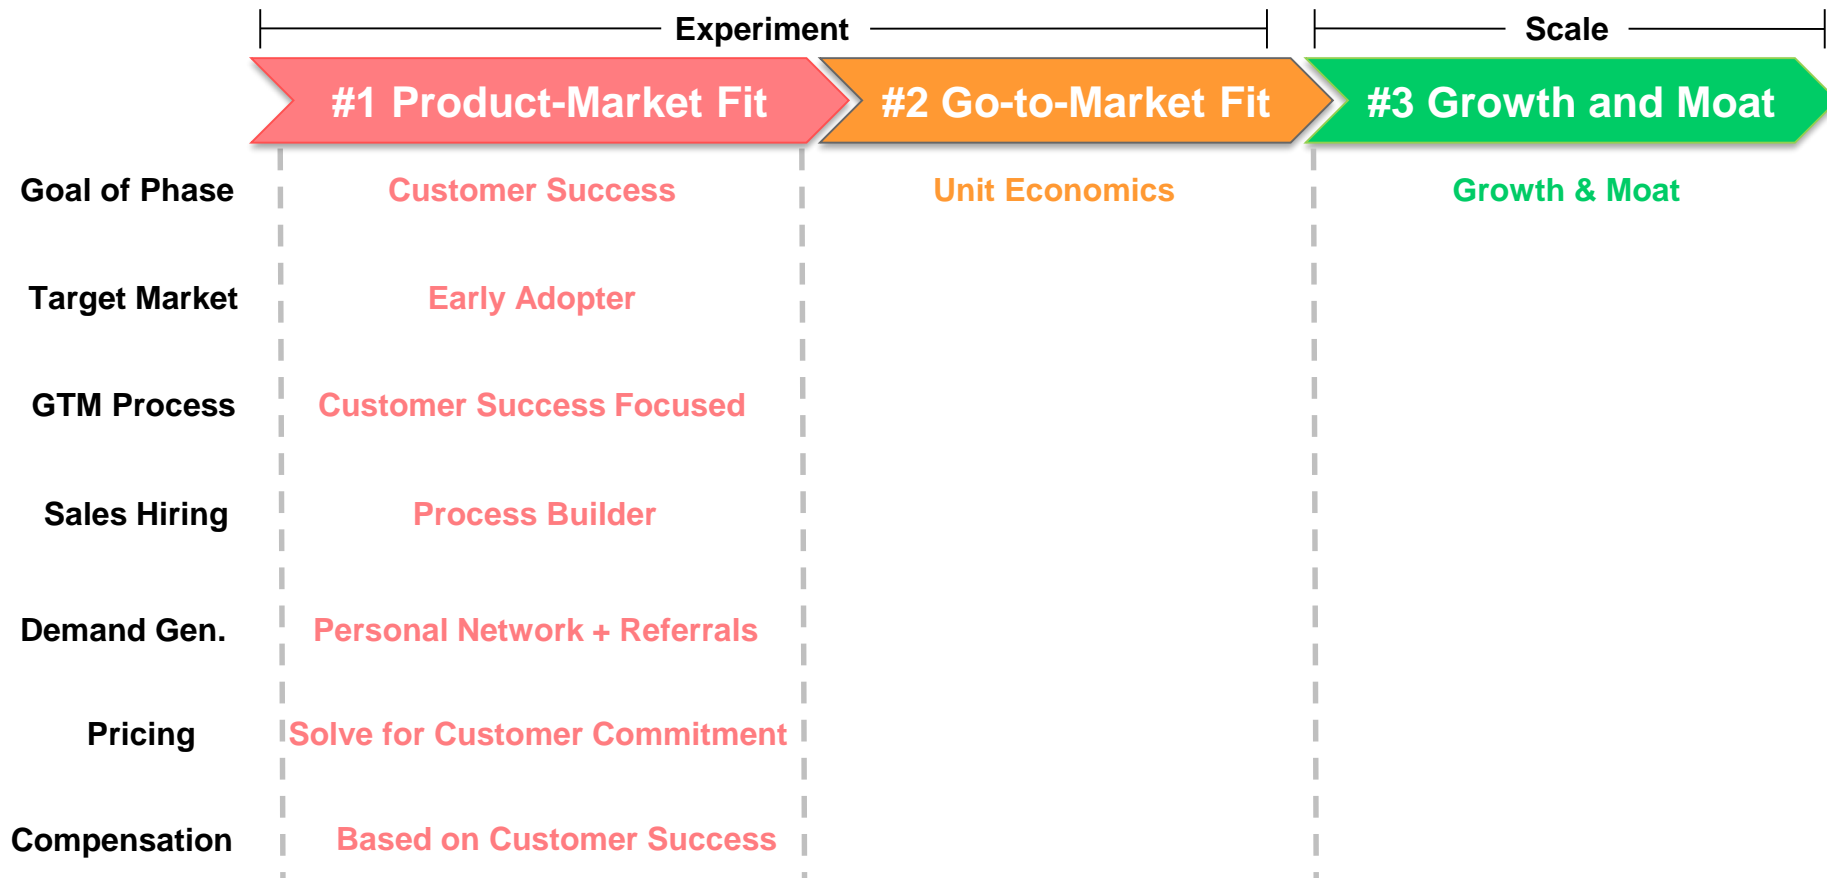 Experiment
Scale
#1 Product-Market Fit
#2 Go-to-Market Fit
#3 Growth and Moat
Goal of Phase
Customer Success
Unit Economics
Growth & Moat
Target Market
Early Adopter
GTM Process
Customer Success Focused
Sales Hiring
Process Builder
Demand Gen.
Personal Network + Referrals
Pricing
Solve for Customer Commitment
Compensation
Based on Customer Success